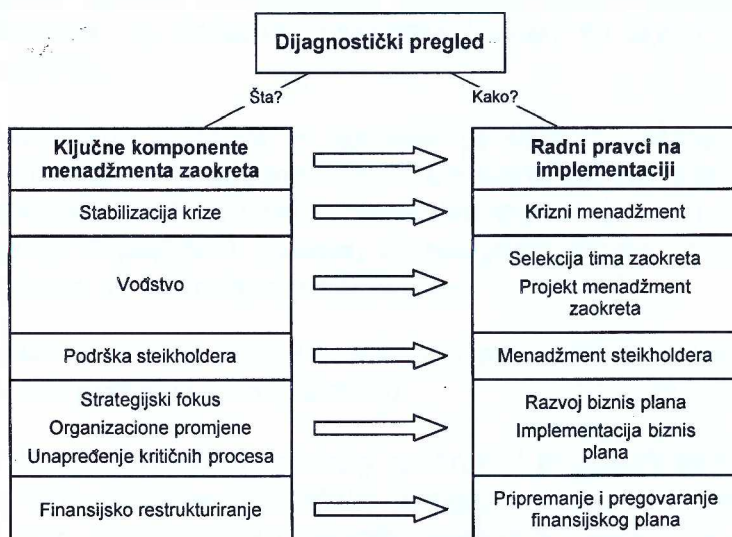 Dijagnostički pregled
Šta?
Kako?
Ključne komponente
menadžmenta zaokreta
Radni pravci na
implementaciji
Stabilizacija krize
Krizni menadžment
Vođstvo
Selekcija tima zaokreta
Projekt menadžment
zaokreta
Podrška steikholdera
Menadžment steikholdera
Strategijski fokus
Organizacione promjene
Unapređenje kritičnih procesa
Razvoj biznis plana
Implementacija biznis
plana
Finansijsko restrukturiranje
Pripremanje i pregovaranje
finansijskog plana